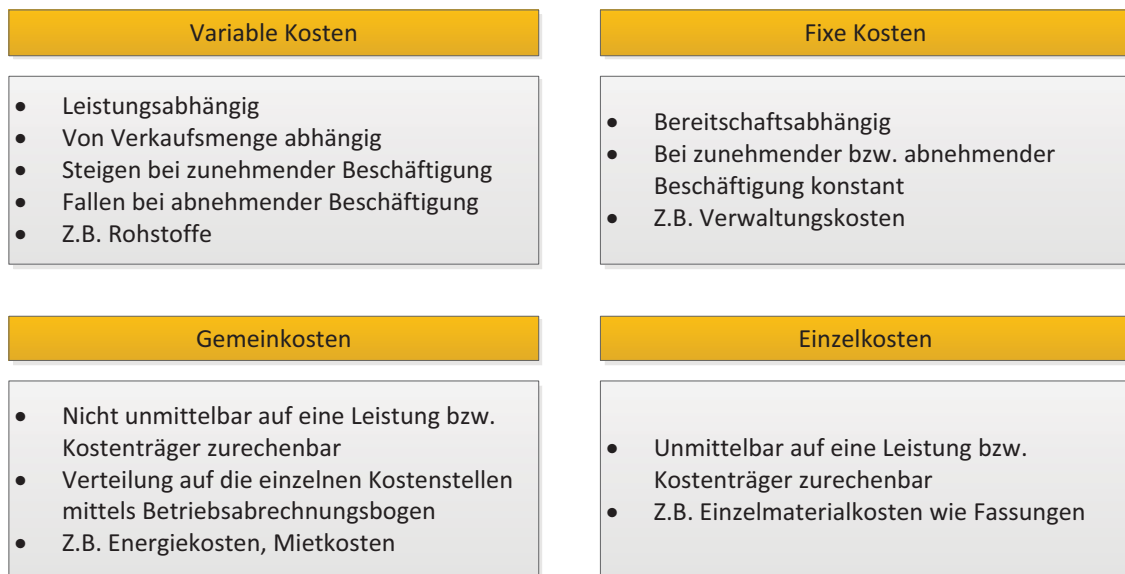 Variable Kosten
• Leistungsabhängig
• Von Verkaufsmenge abhängig
• Steigen bei zunehmender Beschäftigung
• Fallen bei abnehmender Beschäftigung
• Z.B. Rohstoffe
Fixe Kosten
• Bereitschaftsabhängig
• Bei zunehmender bzw. abnehmender
Beschäftigung konstant
• Z.B. Verwaltungskosten
Gemeinkosten
• Nicht unmittelbar auf eine Leistung bzw.
Kostenträger zurechenbar
• Verteilung auf die einzelnen Kostenstellen
mittels Betriebsabrechnungsbogen
• Z.B. Energiekosten, Mietkosten
Einzelkosten
• Unmittelbar auf eine Leistung bzw.
Kostenträger zurechenbar
• Z.B. Einzelmaterialkosten wie Fassungen